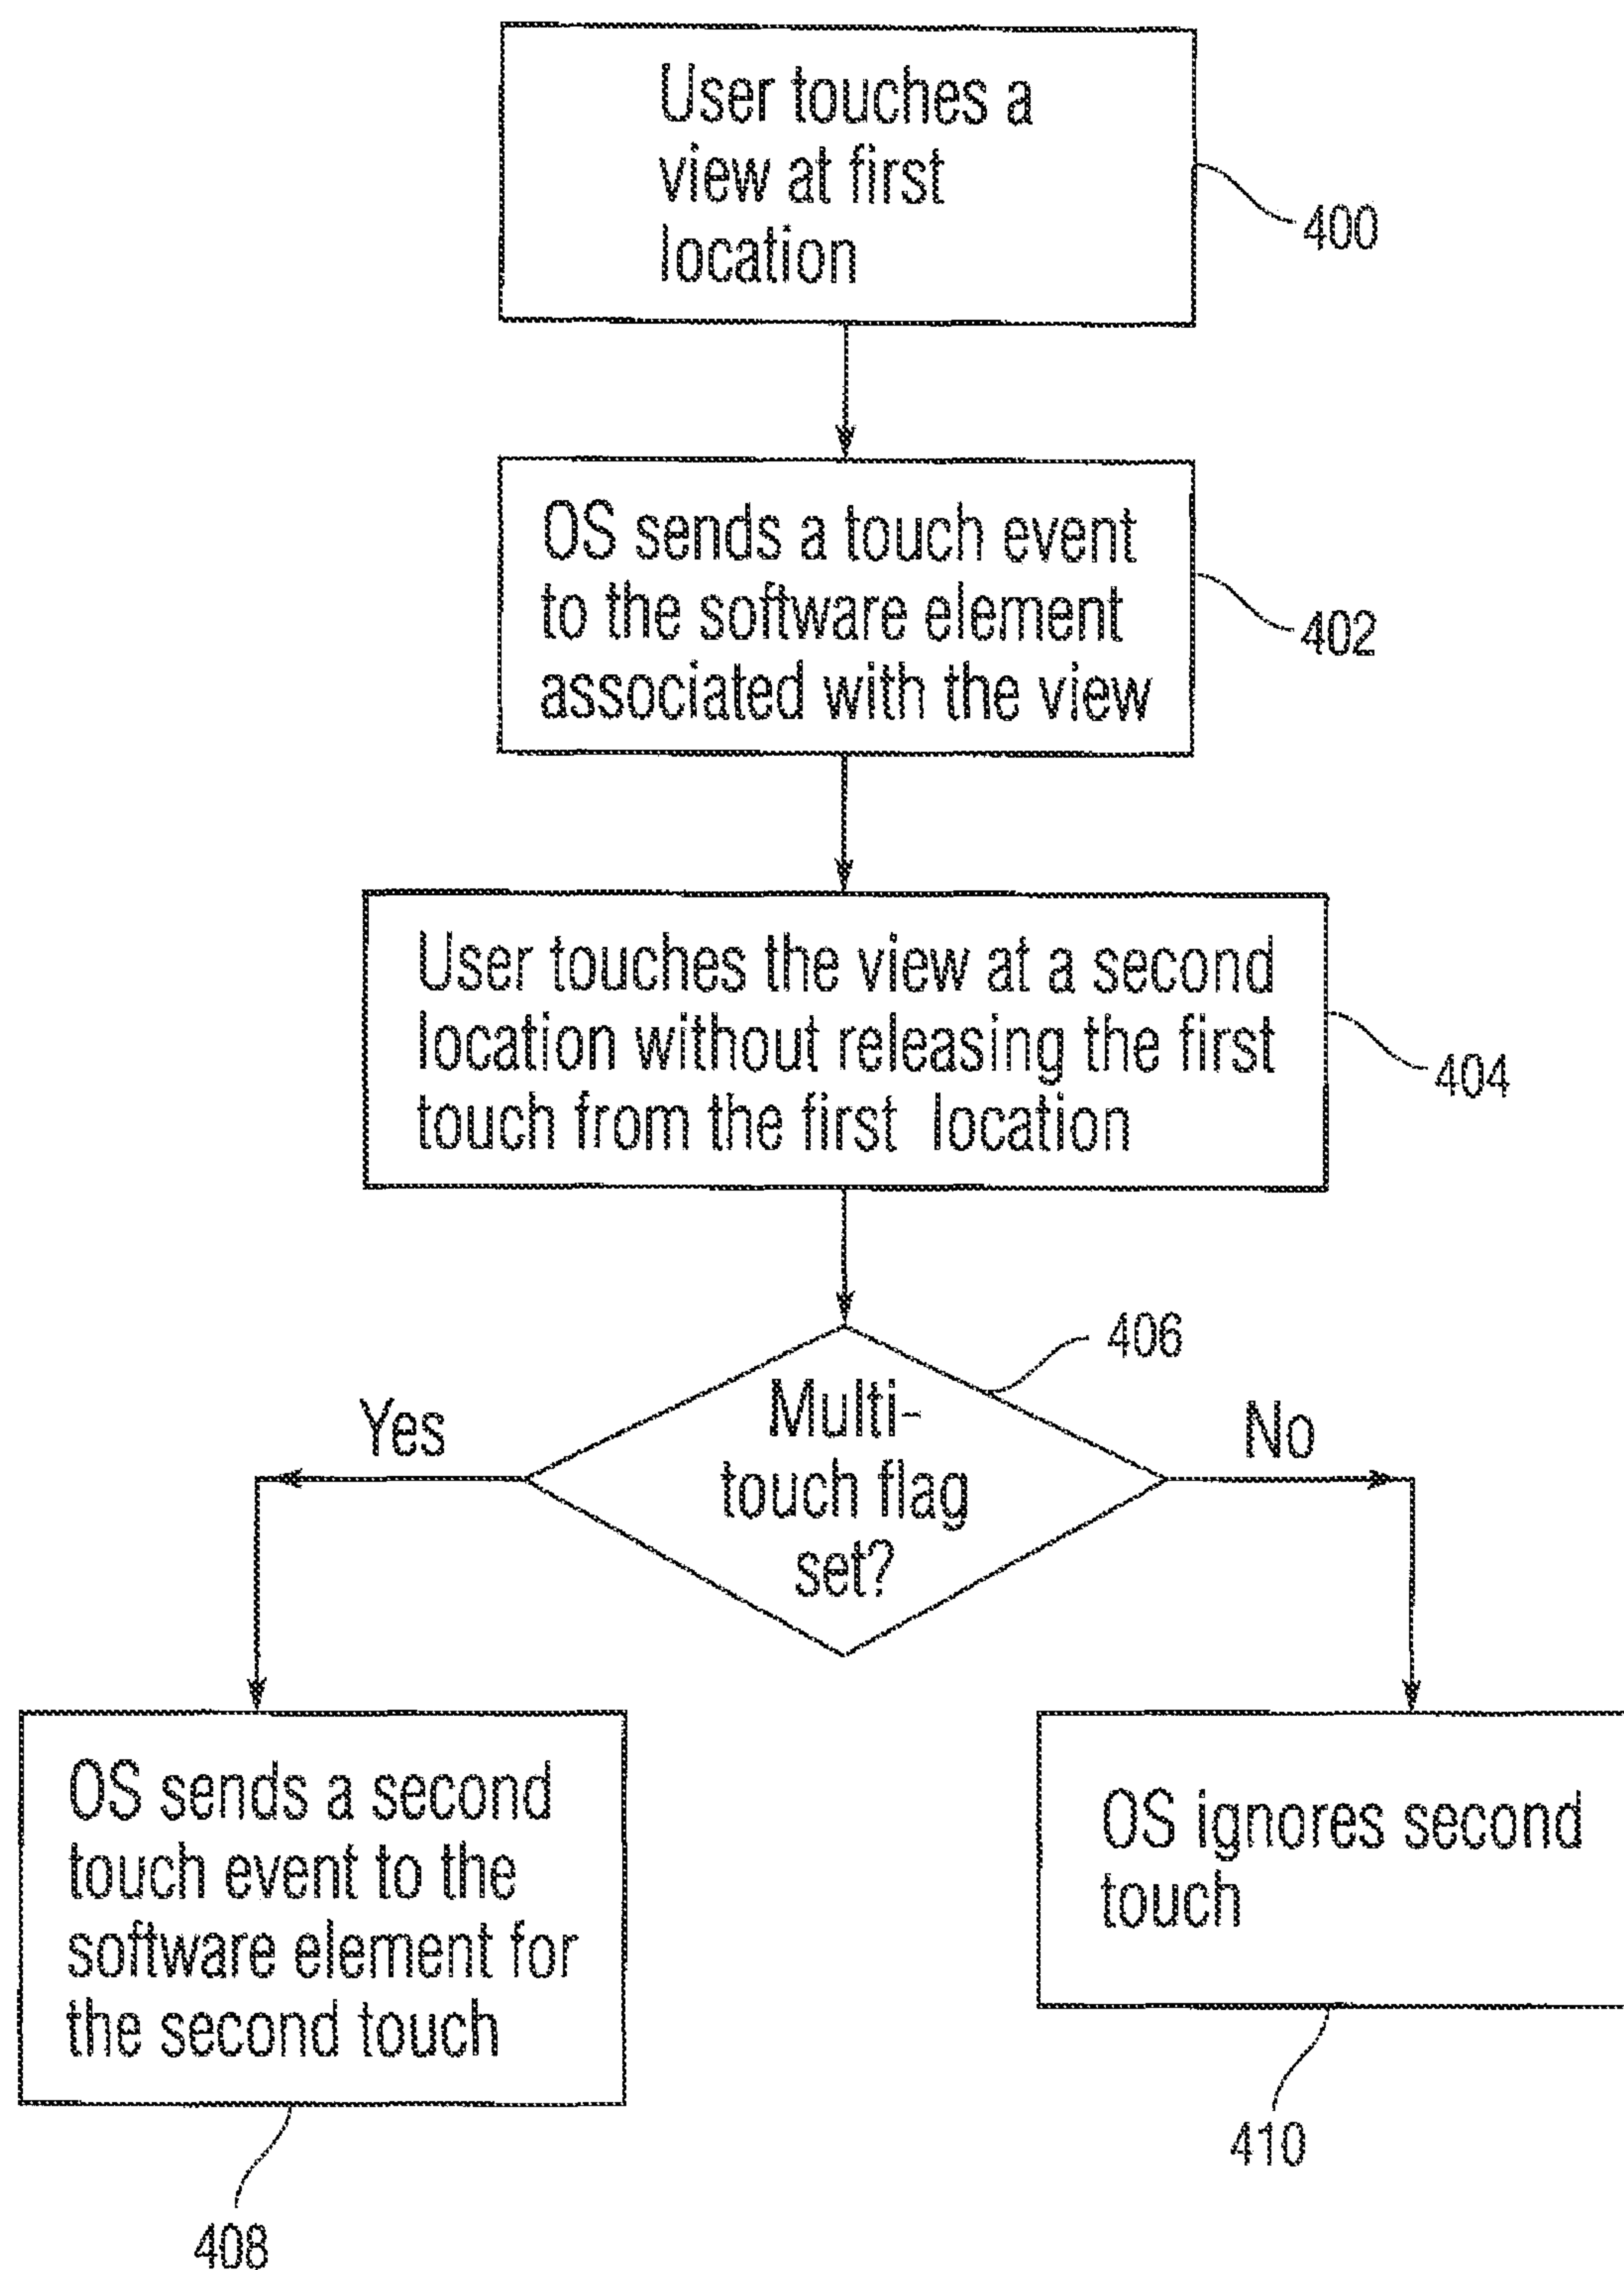 User touches a
view at first
location
400
OS sends a touch event
to the software element
associated with the view
402
User touches the view at a second
location without releasing the first
touch from the first location
404
406
Multi-
touch flag
set?
Yes
No
OS sends a second
touch event to the
software element for
the second touch
408
OS ignores second
touch
410